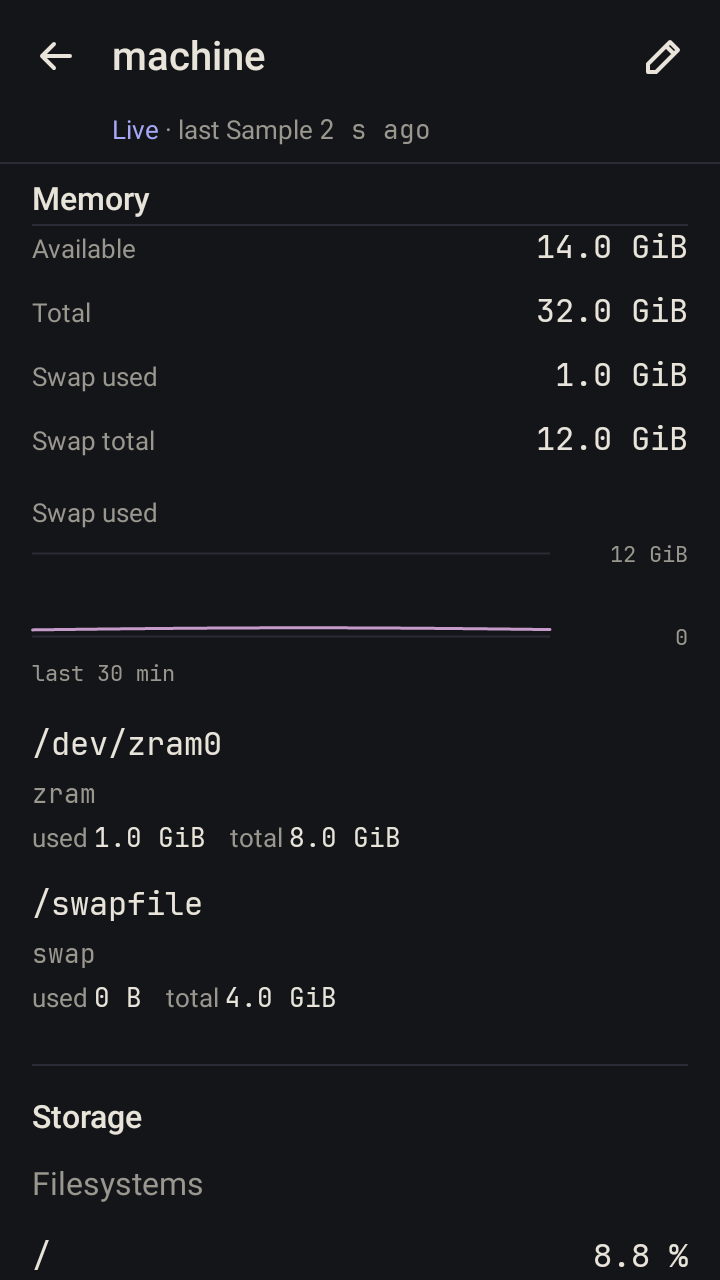 machine
Live · last Sample 2 s ago
Memory
Available 14.0 GiB
Total 32.0 GiB
Swap used 1.0 GiB
Swap total 12.0 GiB
Swap used
12 GiB
0
last 30 min
/dev/zram0
zram
used 1.0 GiB total 8.0 GiB
/swapfile
swap
used 0 B total 4.0 GiB
Storage
Filesystems
/ 8.8 %